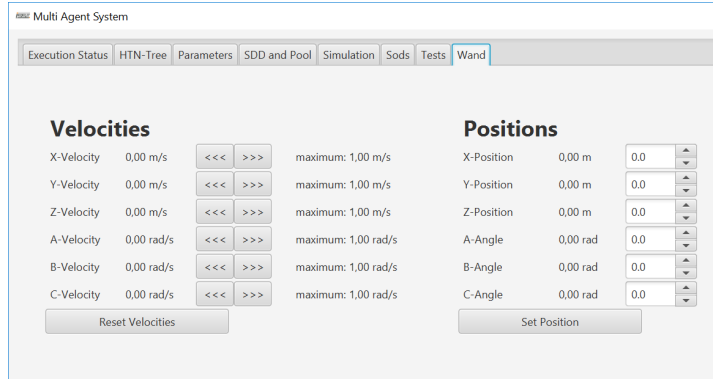 Multi Agent System
Execution Status HTN-Tree Parameters SDD and Pool Simulation Sods Tests Wand
Velocities Positions
X-Velocity 0,00 m/s <<< >>> maximum: 1,00 m/s X-Position 0,00 m 0.0
Y-Velocity 0,00 m/s <<< >>> maximum: 1,00 m/s Y-Position 0,00 m 0.0
Z-Velocity 0,00 m/s <<< >>> maximum: 1,00 m/s Z-Position 0,00 m 0.0
A-Velocity 0,00 rad/s <<< >>> maximum: 1,00 rad/s A-Angle 0,00 rad 0.0
B-Velocity 0,00 rad/s <<< >>> maximum: 1,00 rad/s B-Angle 0,00 rad 0.0
C-Velocity 0,00 rad/s <<< >>> maximum: 1,00 rad/s C-Angle 0,00 rad 0.0
Reset Velocities Set Position